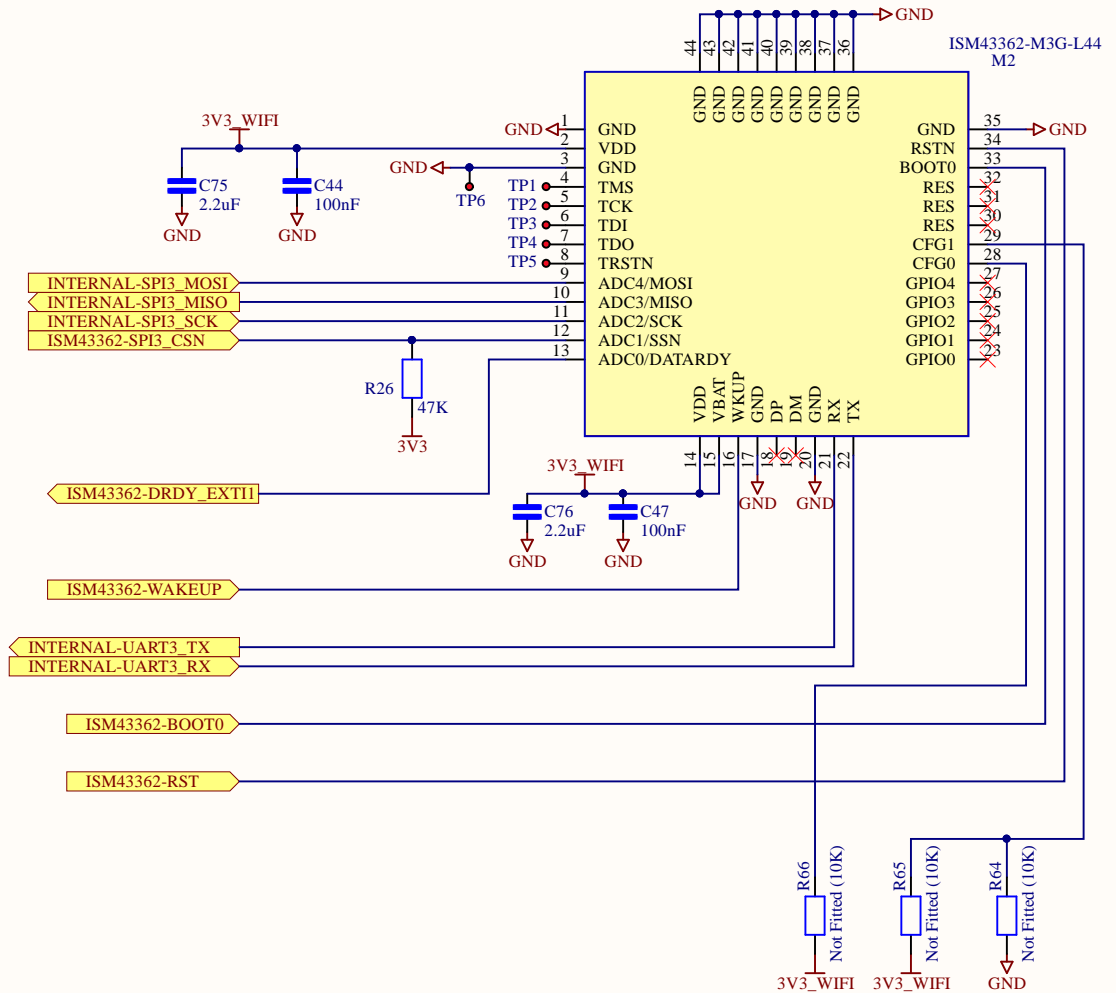 GND
44 43 42 41 40 39 38 37 36
ISM43362-M3G-L44
M2
GND GND GND GND GND GND GND GND GND
3V3_WIFI
C75
2.2uF
GND
C44
100nF
GND
GND 1 GND
2 VDD
GND 3 GND
TP6
TP1 4 TMS
TP2 5 TCK
TP3 6 TDI
TP4 7 TDO
TP5 8 TRSTN
INTERNAL-SPI3_MOSI 9 ADC4/MOSI
INTERNAL-SPI3_MISO 10 ADC3/MISO
INTERNAL-SPI3_SCK 11 ADC2/SCK
ISM43362-SPI3_CSN 12 ADC1/SSN
13 ADC0/DATARDY
GND 35 GND
RSTN 34
BOOT0 33
RES 32
RES 31
RES 30
CFG1 29
CFG0 28
GPIO4 27
GPIO3 26
GPIO2 25
GPIO1 24
GPIO0 23
R26
47K
3V3
VDD VBAT WKUP GND DP DM GND RX TX
14 15 16 17 18 19 20 21 22
3V3_WIFI
C76
2.2uF
GND
C47
100nF
GND
GND
GND
ISM43362-DRDY_EXTI1
ISM43362-WAKEUP
INTERNAL-UART3_TX
INTERNAL-UART3_RX
ISM43362-BOOT0
ISM43362-RST
R66
Not Fitted (10K)
3V3_WIFI
R65
Not Fitted (10K)
3V3_WIFI
R64
Not Fitted (10K)
GND